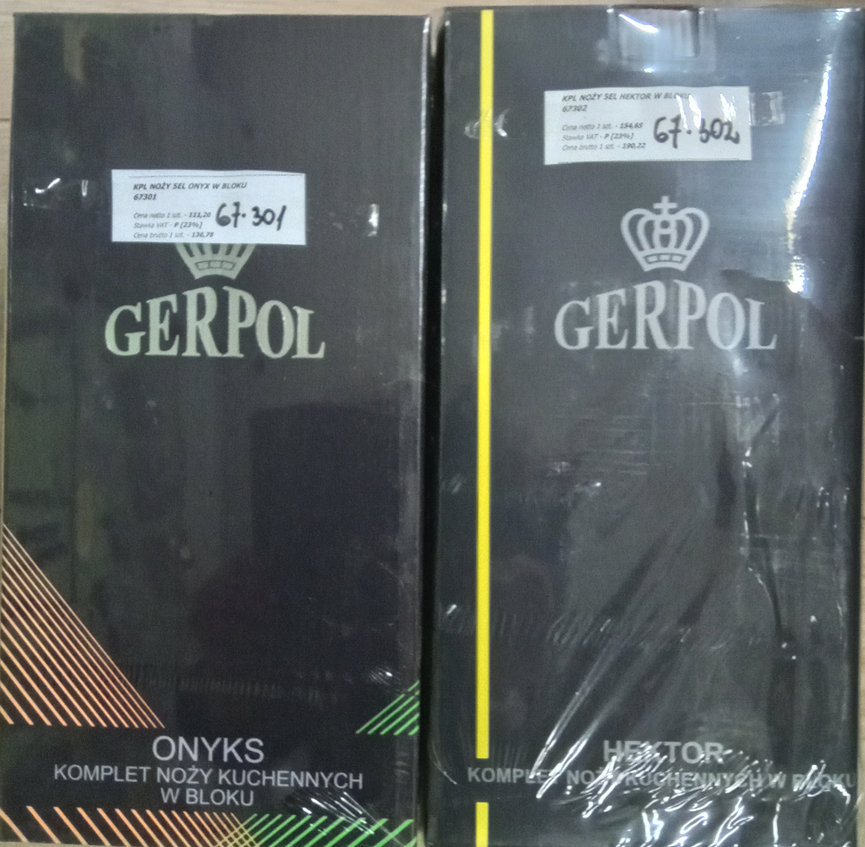 KPL NOŻY SEL ONYX W BLOKU
67301
Cena netto 1 szt. - 111,20
Stawka VAT - P [23%]
Cena brutto 1 szt. - 136,78
67.301
GERPOL
ONYKS
KOMPLET NOŻY KUCHENNYCH
W BLOKU
KPL NOŻY SEL HEKTOR W BLOKU
67302
Cena netto 1 szt. - 154,65
Stawka VAT - P [23%]
Cena brutto 1 szt. - 190,22
67.302
GERPOL
HEKTOR
KOMPLET NOŻY KUCHENNYCH W BLOKU